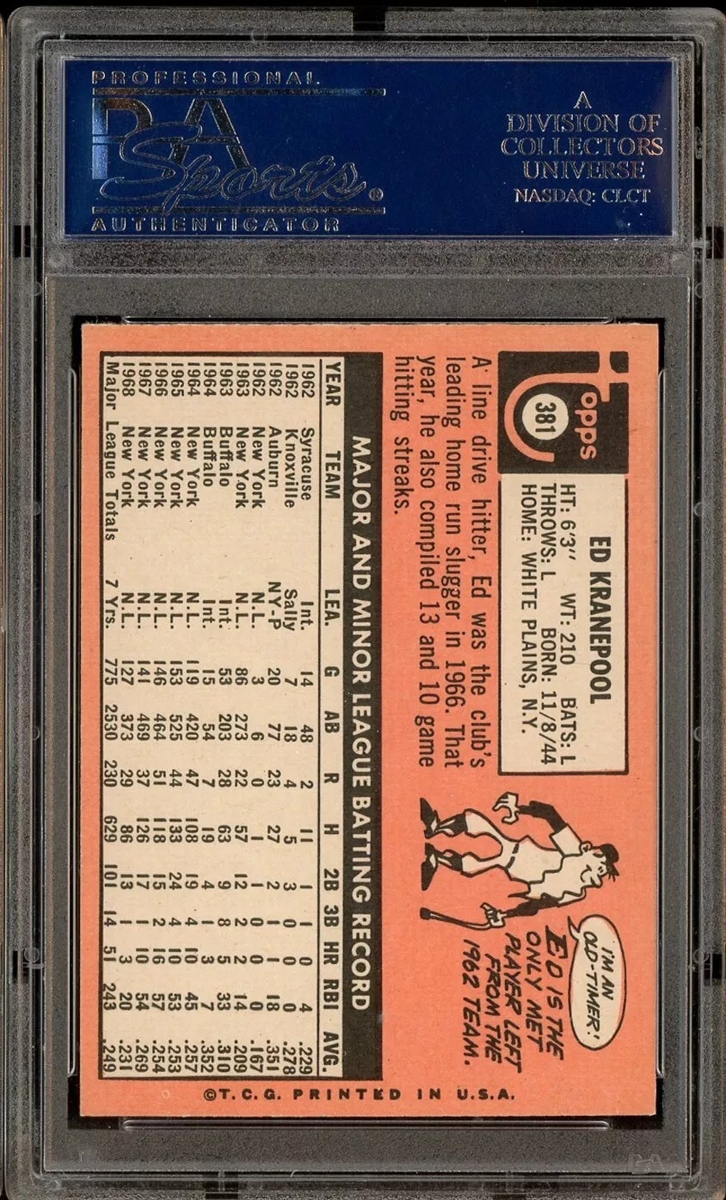 PROFESSIONAL
PSA
Sports®
AUTHENTICATOR
A
DIVISION OF
COLLECTORS
UNIVERSE
NASDAQ: CLCT
Topps
381
ED KRANEPOOL
HT: 6'3" WT: 210 BATS: L
THROWS: L BORN: 11/8/44
HOME: WHITE PLAINS, N.Y.
A line drive hitter, Ed was the club's
leading home run slugger in 1966. That
year, he also compiled 13 and 10 game
hitting streaks.
I'M AN
OLD-TIMER!
ED IS THE
ONLY MET
PLAYER LEFT
FROM THE
1962 TEAM.
MAJOR AND MINOR LEAGUE BATTING RECORD
YEAR TEAM LEA. G AB R H 2B 3B HR RBI AVG.
1962 Syracuse Int. 14 48 2 11 4 .229
1962 Knoxville Sally 7 18 4 5 3 0 .278
1962 Auburn NY-P 20 77 23 27 2 1 1 18 .351
1962 New York N.L. 3 6 0 1 1 0 0 0 .167
1963 New York N.L. 86 273 22 57 12 2 2 14 .209
1963 Buffalo Int. 53 203 28 63 9 8 5 33 .310
1964 Buffalo Int. 15 54 7 19 4 1 3 7 .352
1964 New York N.L. 119 420 47 108 19 4 10 45 .257
1965 New York N.L. 153 525 44 133 24 4 10 53 .253
1966 New York N.L. 146 464 51 118 15 2 16 57 .254
1967 New York N.L. 141 469 37 126 17 1 10 54 .269
1968 New York N.L. 127 373 29 86 13 1 3 20 .231
Major League Totals 7 Yrs. 775 2530 230 629 101 14 51 243 .249
©T.C.G. PRINTED IN U.S.A.